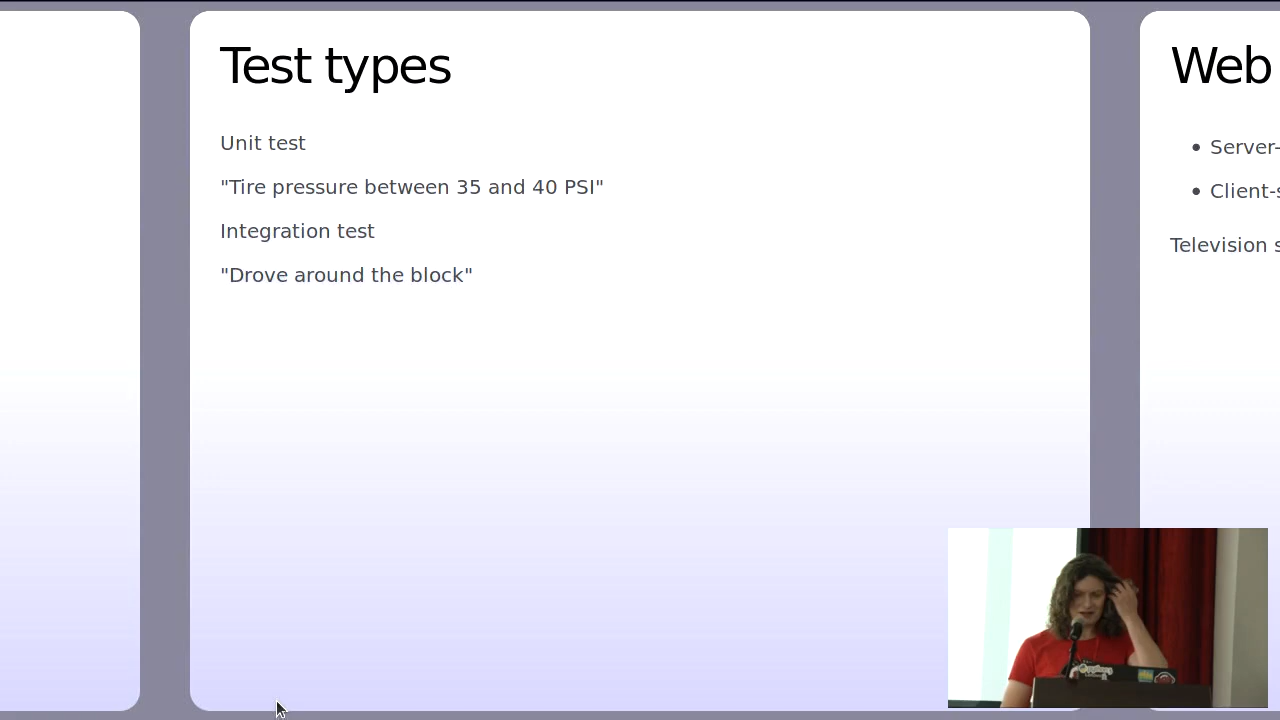 Test types
Unit test
"Tire pressure between 35 and 40 PSI"
Integration test
"Drove around the block"
Web
Server-
Client-s
Television s